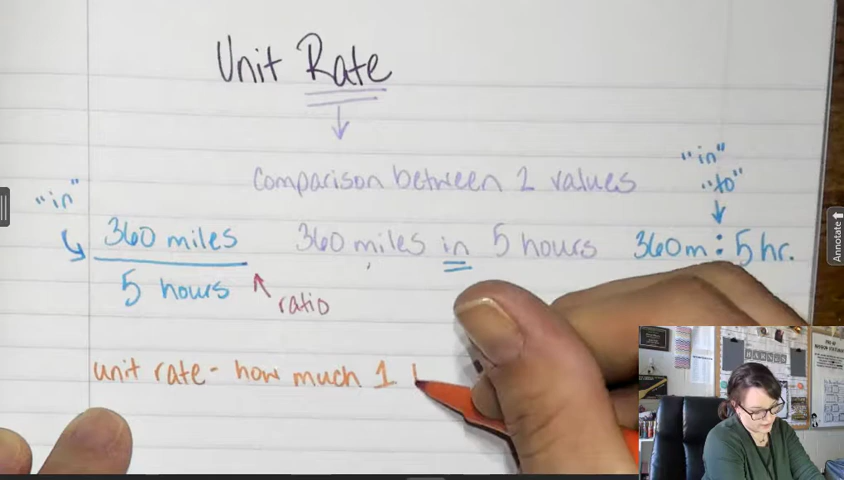 Unit Rate
Comparison between 2 values
"in"
"to"
"in"
360 miles
5 hours
360 miles in 5 hours
360m : 5 hr.
ratio
unit rate - how much 1
Annotate